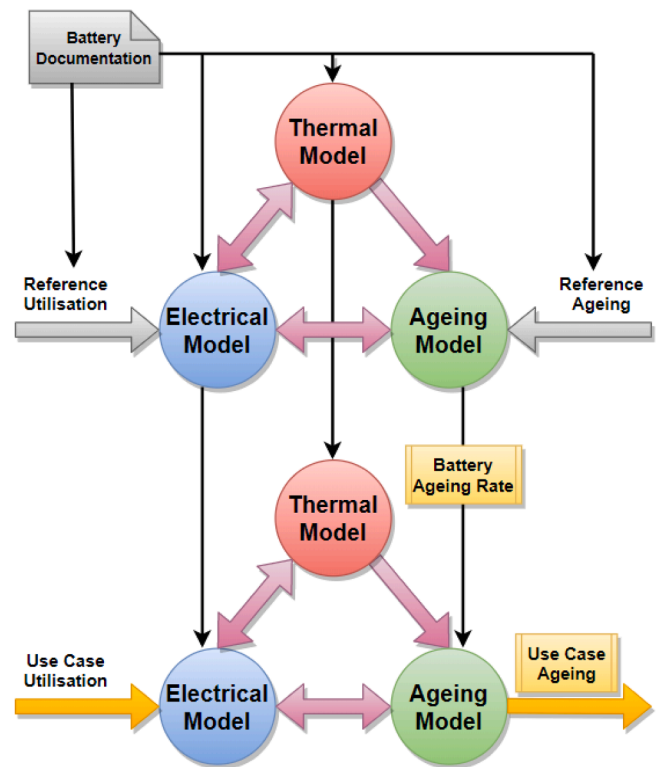 Battery
Documentation
Thermal
Model
Reference
Utilisation
Reference
Ageing
Electrical
Model
Ageing
Model
Battery
Ageing Rate
Thermal
Model
Use Case
Utilisation
Use Case
Ageing
Electrical
Model
Ageing
Model